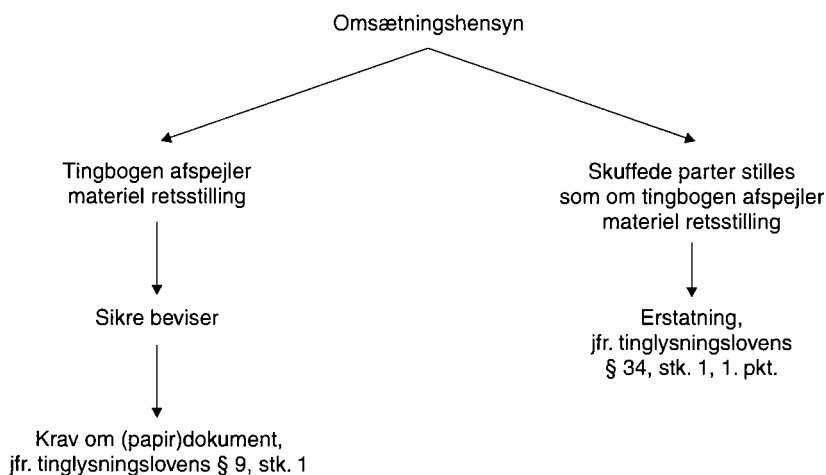 Omsætningshensyn
Tingbogen afspejler
materiel retsstilling
Skuffede parter stilles
som om tingbogen afspejler
materiel retsstilling
Sikre beviser
Erstatning,
jfr. tinglysningslovens
§ 34, stk. 1, 1. pkt.
Krav om (papir)dokument,
jfr. tinglysningslovens § 9, stk. 1